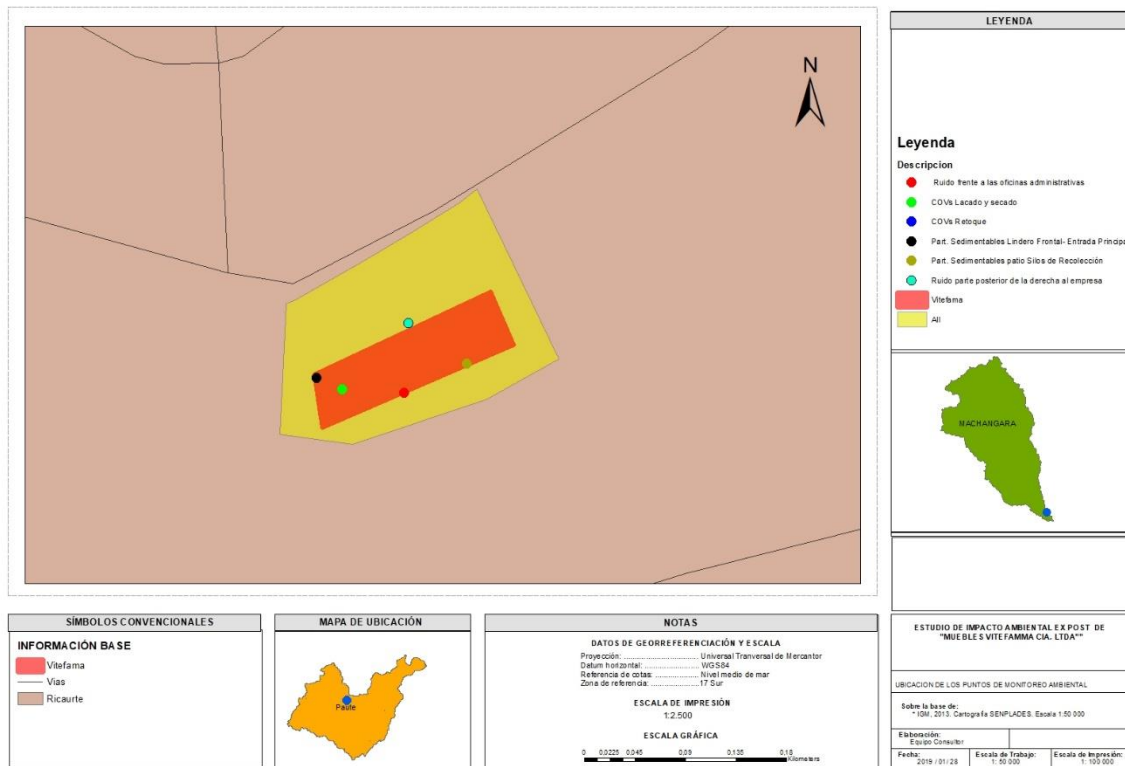 N
LEYENDA
Leyenda
Descripcion
Ruido frente a las oficinas administrativas
COVs Lacado y secado
COVs Retoque
Part. Sedimentables Lindero Frontal- Entrada Principa
Part. Sedimentables patio Silos de Recolección
Ruido parte posterior de la derecha al empresa
Vitefama
AII
MACHANGARA
SÍMBOLOS CONVENCIONALES
INFORMACIÓN BASE
Vitefama
Vias
Ricaurte
MAPA DE UBICACIÓN
Paute
NOTAS
DATOS DE GEORREFERENCIACIÓN Y ESCALA
Proyección: ................................ Universal Tranversal de Mercantor
Datum horizontal: ....................... WGS84
Referencia de cotas: ................. Nivel medio de mar
Zona de referencia: ....................17 Sur
ESCALA DE IMPRESIÓN
1:2.500
ESCALA GRÁFICA
0 0,0225 0,045 0,09 0,135 0,18
Kilometers
ESTUDIO DE IMPACTO AMBIENTAL EX POST DE
"MUEBLES VITEFAMMA CIA. LTDA""
UBICACION DE LOS PUNTOS DE MONITOREO AMBIENTAL
Sobre la base de:
* IGM, 2013. Cartografia SENPLADES. Escala 1:50 000
Elaboración:
Equipo Consultor
Fecha:
2019 / 01/ 28
Escala de Trabajo:
1: 50 000
Escala de Impresión:
1: 100 000